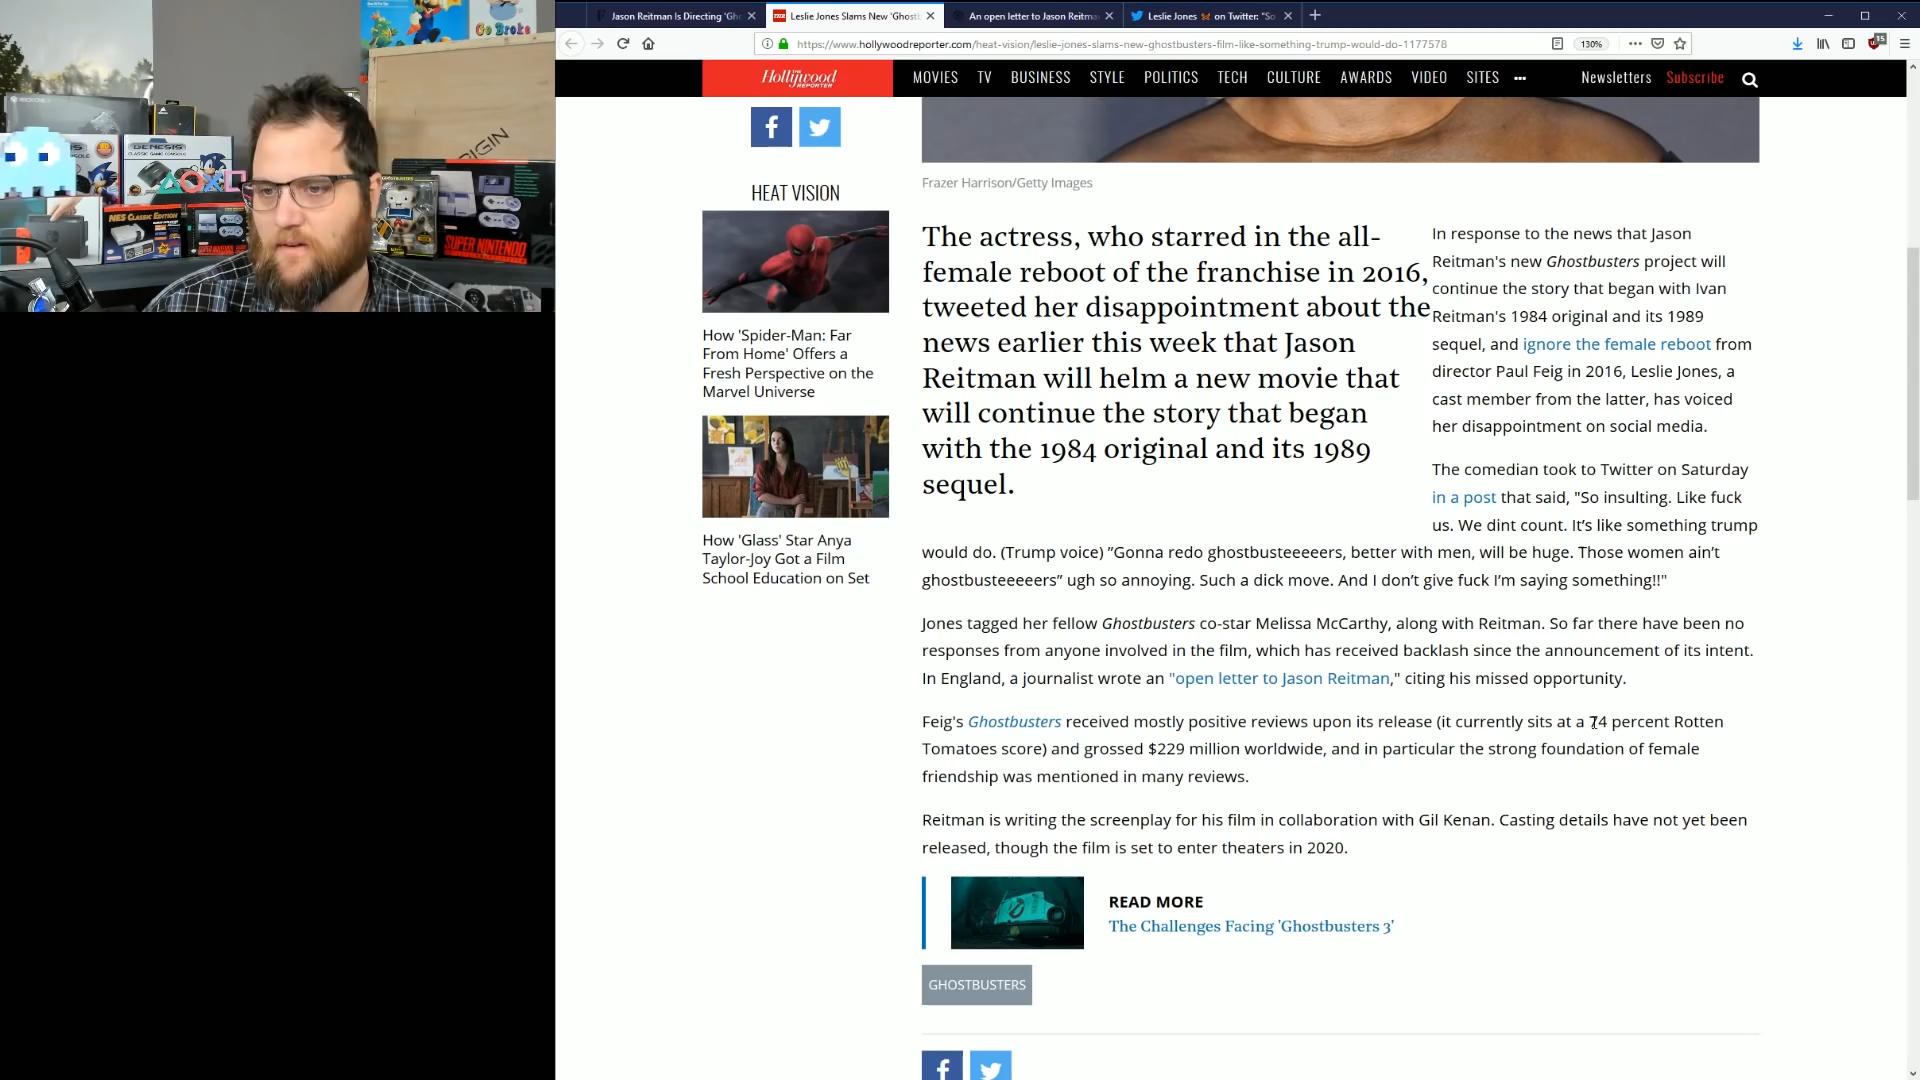 Go Broke
ORIGIN
GENESIS
CLASSIC GAME CONSOLE
NES CLASSIC EDITION
SUPER NINTENDO
Jason Reitman Is Directing 'Gh
Leslie Jones Slams New 'Ghostb
An open letter to Jason Reitma
Leslie Jones on Twitter: "So
https://www.hollywoodreporter.com/heat-vision/leslie-jones-slams-new-ghostbusters-film-like-something-trump-would-do-1177578
130%
15
The Hollywood REPORTER
MOVIES TV BUSINESS STYLE POLITICS TECH CULTURE AWARDS VIDEO SITES ••• Newsletters Subscribe
HEAT VISION
How 'Spider-Man: Far
From Home' Offers a
Fresh Perspective on the
Marvel Universe
How 'Glass' Star Anya
Taylor-Joy Got a Film
School Education on Set
Frazer Harrison/Getty Images
The actress, who starred in the all-
female reboot of the franchise in 2016,
tweeted her disappointment about the
news earlier this week that Jason
Reitman will helm a new movie that
will continue the story that began
with the 1984 original and its 1989
sequel.
In response to the news that Jason
Reitman's new Ghostbusters project will
continue the story that began with Ivan
Reitman's 1984 original and its 1989
sequel, and ignore the female reboot from
director Paul Feig in 2016, Leslie Jones, a
cast member from the latter, has voiced
her disappointment on social media.
The comedian took to Twitter on Saturday
in a post that said, "So insulting. Like fuck
us. We dint count. It’s like something trump
would do. (Trump voice) ”Gonna redo ghostbusteeeeers, better with men, will be huge. Those women ain’t
ghostbusteeeeers” ugh so annoying. Such a dick move. And I don’t give fuck I’m saying something!!"
Jones tagged her fellow Ghostbusters co-star Melissa McCarthy, along with Reitman. So far there have been no
responses from anyone involved in the film, which has received backlash since the announcement of its intent.
In England, a journalist wrote an "open letter to Jason Reitman," citing his missed opportunity.
Feig's Ghostbusters received mostly positive reviews upon its release (it currently sits at a 74 percent Rotten
Tomatoes score) and grossed $229 million worldwide, and in particular the strong foundation of female
friendship was mentioned in many reviews.
Reitman is writing the screenplay for his film in collaboration with Gil Kenan. Casting details have not yet been
released, though the film is set to enter theaters in 2020.
READ MORE
The Challenges Facing 'Ghostbusters 3'
GHOSTBUSTERS